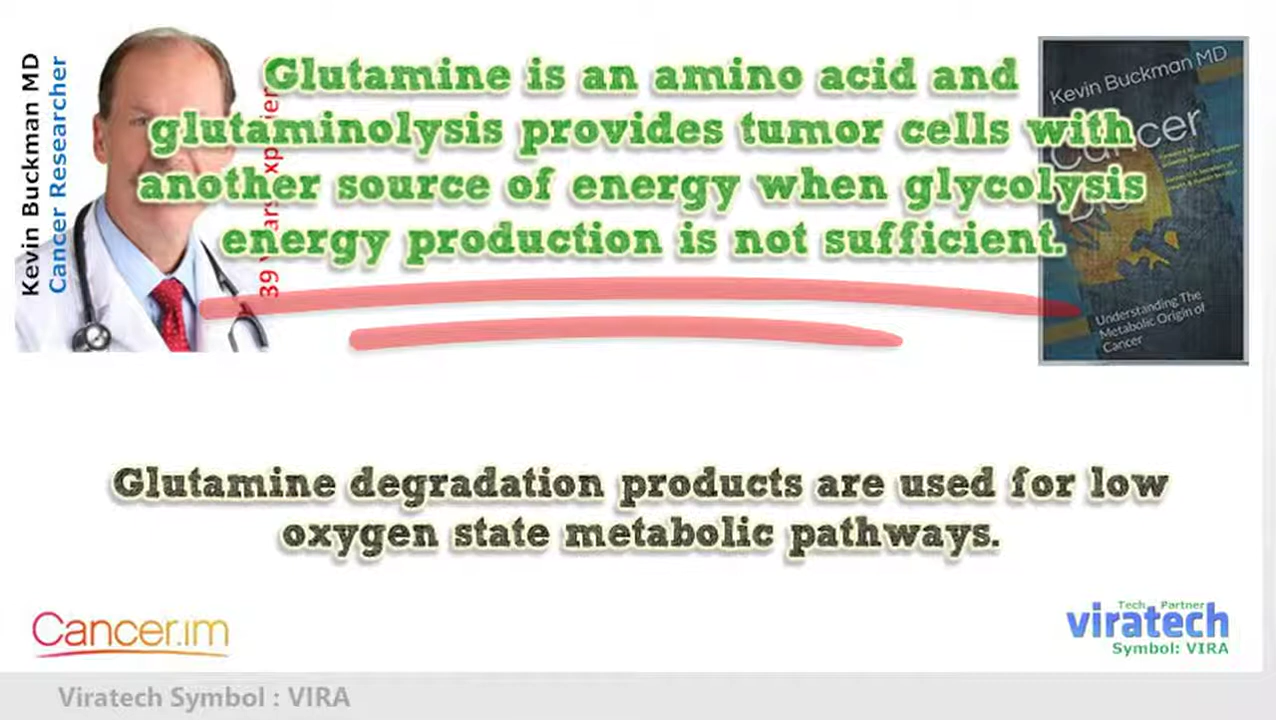 Kevin Buckman MD
Cancer Researcher
39
Glutamine is an amino acid and
glutaminolysis provides tumor cells with
another source of energy when glycolysis
energy production is not sufficient.
Kevin Buckman MD
Cancer
Understanding The
Metabolic Origin of
Cancer
Glutamine degradation products are used for low
oxygen state metabolic pathways.
Cancer.im
Tech Partner
viratech
Symbol: VIRA
Viratech Symbol : VIRA